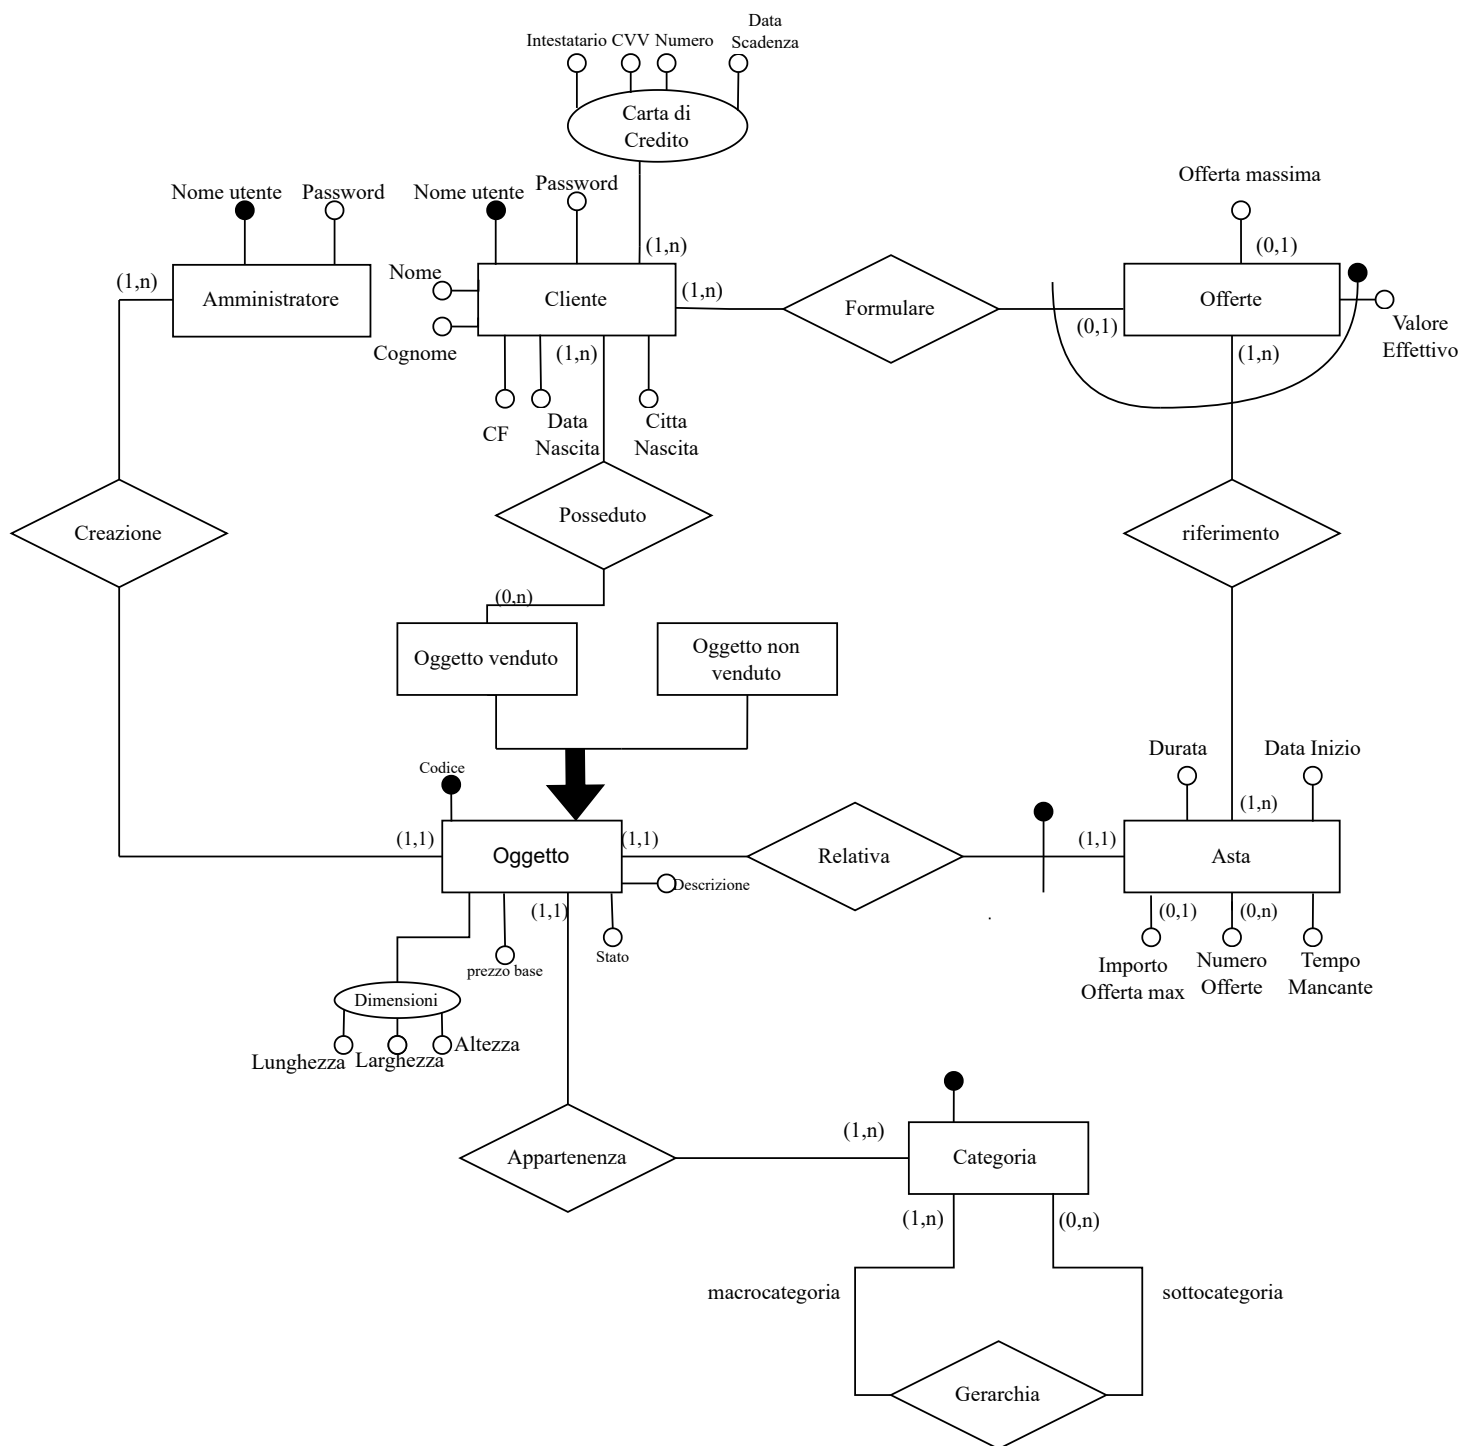 Data
Scadenza
Intestatario CVV Numero
Carta di
Credito
Nome utente
Password
Nome utente
Password
Offerta massima
(0,1)
(1,n)
(1,n)
Amministratore
Nome
Cognome
Cliente
(1,n)
Formulare
(0,1)
Offerte
Valore
Effettivo
(1,n)
(1,n)
CF
Data
Nascita
Citta
Nascita
Creazione
Posseduto
riferimento
(0,n)
Oggetto venduto
Oggetto non
venduto
Codice
Durata
Data Inizio
(1,n)
(1,1)
Oggetto
(1,1)
Relativa
(1,1)
Asta
Descrizione
(1,1)
(0,1)
(0,n)
prezzo base
Stato
Importo
Offerta max
Numero
Offerte
Tempo
Mancante
Dimensioni
Lunghezza
Larghezza
Altezza
Appartenenza
(1,n)
Categoria
(1,n)
(0,n)
macrocategoria
sottocategoria
Gerarchia